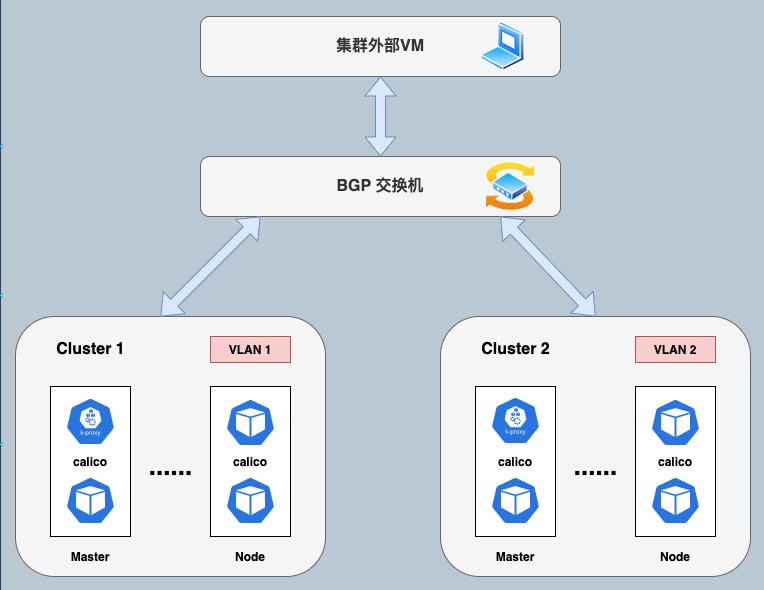 集群外部VM
BGP 交换机
Cluster 1
VLAN 1
k-proxy
calico
calico
......
Master
Node
Cluster 2
VLAN 2
k-proxy
calico
calico
......
Master
Node